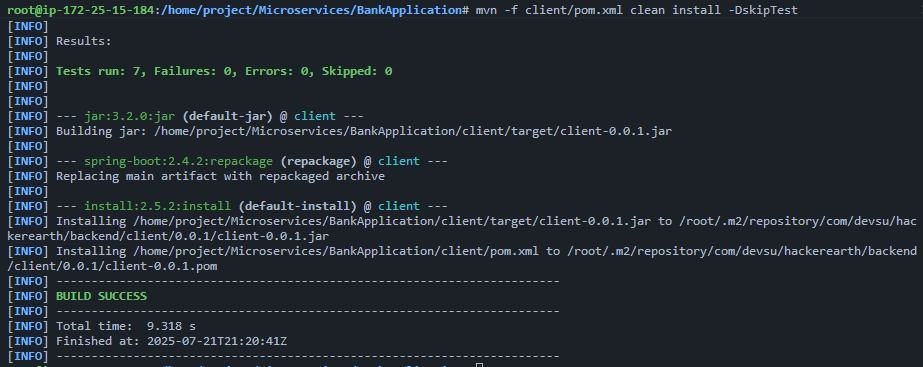 root@ip-172-25-15-184:/home/project/Microservices/BankApplication# mvn -f client/pom.xml clean install -DskipTest
[INFO]
[INFO] Results:
[INFO]
[INFO] Tests run: 7, Failures: 0, Errors: 0, Skipped: 0
[INFO]
[INFO]
[INFO] --- jar:3.2.0:jar (default-jar) @ client ---
[INFO] Building jar: /home/project/Microservices/BankApplication/client/target/client-0.0.1.jar
[INFO]
[INFO] --- spring-boot:2.4.2:repackage (repackage) @ client ---
[INFO] Replacing main artifact with repackaged archive
[INFO]
[INFO] --- install:2.5.2:install (default-install) @ client ---
[INFO] Installing /home/project/Microservices/BankApplication/client/target/client-0.0.1.jar to /root/.m2/repository/com/devsu/hac
kerearth/backend/client/0.0.1/client-0.0.1.jar
[INFO] Installing /home/project/Microservices/BankApplication/client/pom.xml to /root/.m2/repository/com/devsu/hackerearth/backend
/client/0.0.1/client-0.0.1.pom
[INFO] ------------------------------------------------------------------------
[INFO] BUILD SUCCESS
[INFO] ------------------------------------------------------------------------
[INFO] Total time:  9.318 s
[INFO] Finished at: 2025-07-21T21:20:41Z
[INFO] ------------------------------------------------------------------------